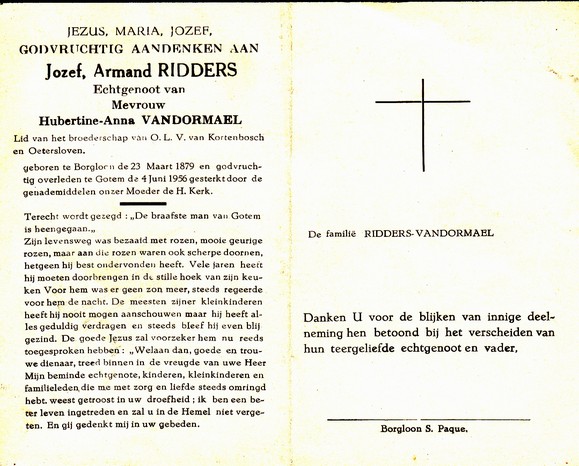 JEZUS, MARIA, JOZEF,
GODVRUCHTIG AANDENKEN AAN
Jozef, Armand RIDDERS
Echtgenoot van
Mevrouw
Hubertine-Anna VANDORMAEL
Lid van het broederschap van O. L. V. van Kortenbosch
en Oetersloven.
geboren te Borgloon de 23 Maart 1879 en godvruch-
tig overleden te Gotem de 4 Juni 1956 gesterkt door de
genademiddelen onzer Moeder de H. Kerk.
Terecht wordt gezegd : „De braafste man van Gotem
is heengegaan.„
Zijn levensweg was bezaaid met rozen, mooie geurige
rozen, maar aan die rozen waren ook scherpe doornen,
hetgeen hij best ondervonden heeft. Vele jaren heeft
hij moeten doorbrengen in de stille hoek van zijn keu-
ken Voor hem was er geen zon meer, steeds regeerde
voor hem de nacht. De meesten zijner kleinkinderen
heeft hij nooit mogen aanschouwen maar hij heeft al-
les geduldig verdragen en steeds bleef hij even blij
gezind. De goede Jezus zal voorzeker hem nu reeds
toegesproken hebben : „Welaan dan, goede en trou-
we dienaar, treed binnen in de vreugde van uwe Heer
Mijn beminde echtgenote, kinderen, kleinkinderen en
familieleden, die me met zorg en liefde steeds omringd
hebt. weest getroost in uw droefheid ; ik ben een be-
ter leven ingetreden en zal u in de Hemel niet verge-
ten. En gij gedenkt mij in uw gebeden.
De familië RIDDERS-VANDORMAEL
Danken U voor de blijken van innige deel-
neming hen betoond bij het verscheiden van
hun teergeliefde echtgenoot en vader,
Borgloon S. Paque.